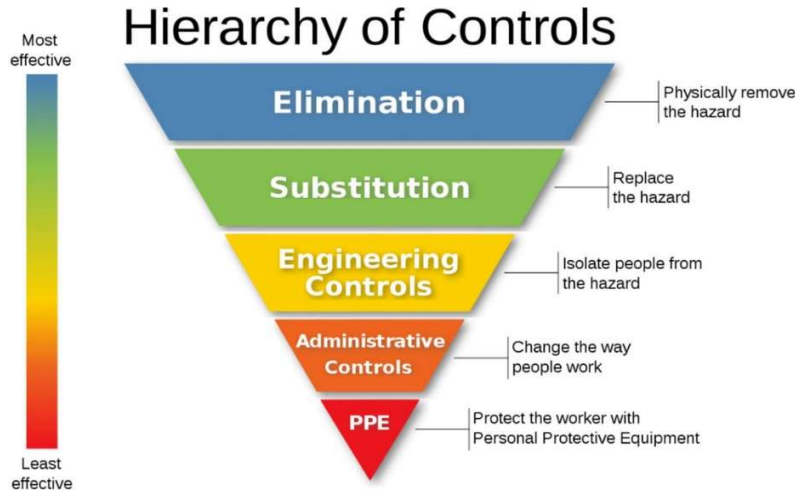 Hierarchy of Controls
Most
effective
Elimination
Physically remove
the hazard
Substitution
Replace
the hazard
Engineering
Controls
Isolate people from
the hazard
Administrative
Controls
Change the way
people work
PPE
Protect the worker with
Personal Protective Equipment
Least
effective